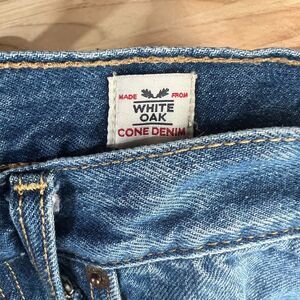 MADE FROM
WHITE
OAK
CONE DENIM